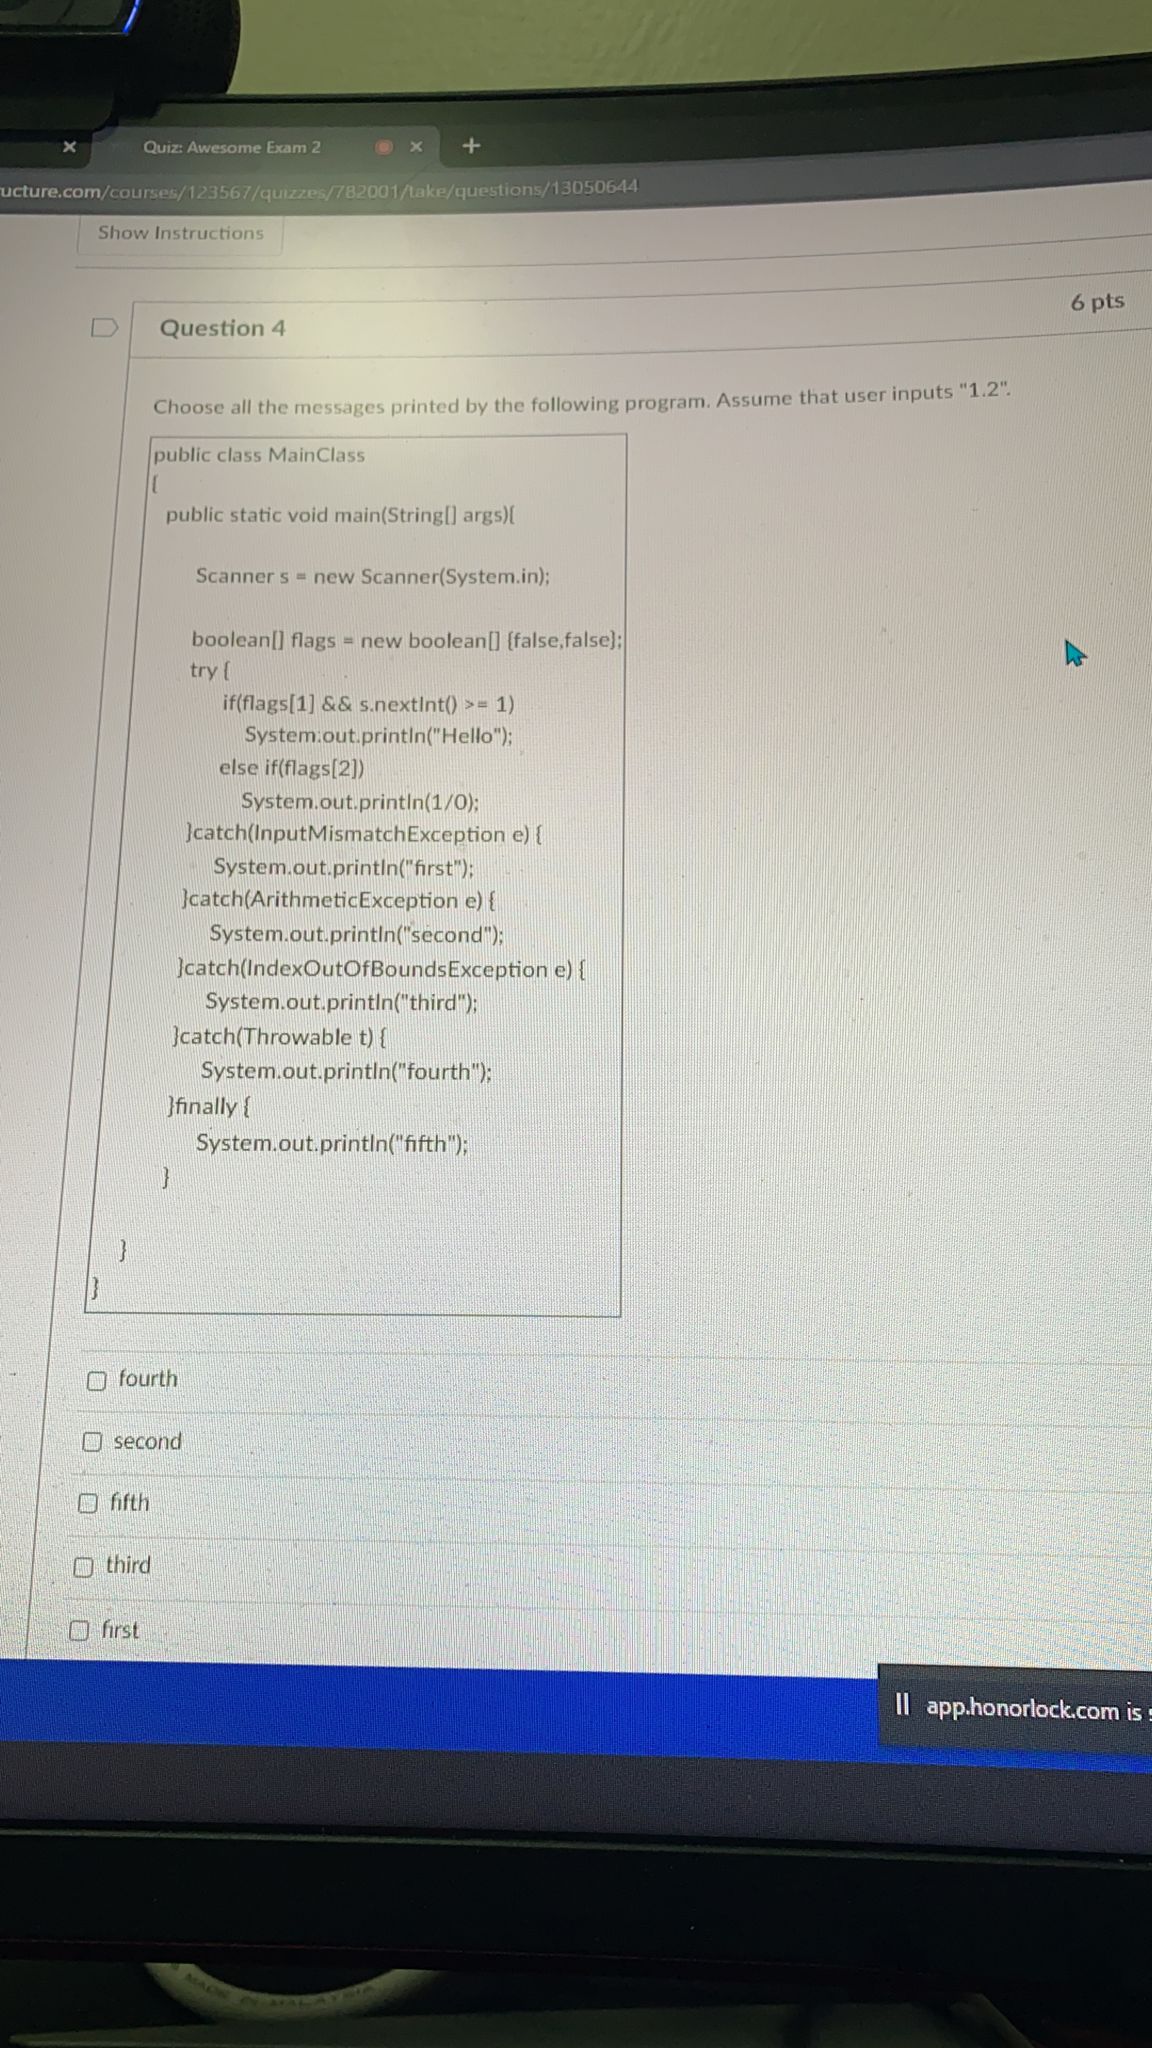 Quiz: Awesome Exam 2
ucture.com/courses/123567/quizzes/782001/take/questions/13050644
Show Instructions
Question 4
6 pts
Choose all the messages printed by the following program. Assume that user inputs "1.2".
public class MainClass
{
public static void main(String[] args){
Scanner s = new Scanner(System.in);
boolean[] flags = new boolean[] {false,false};
try {
if(flags[1] && s.nextInt() >= 1)
System.out.println("Hello");
else if(flags[2])
System.out.println(1/0);
}catch(InputMismatchException e) {
System.out.println("first");
}catch(ArithmeticException e) {
System.out.println("second");
}catch(IndexOutOfBoundsException e) {
System.out.println("third");
}catch(Throwable t) {
System.out.println("fourth");
}finally {
System.out.println("fifth");
}
}
}
fourth
second
fifth
third
first
app.honorlock.com is
MADE IN MALAYSIA